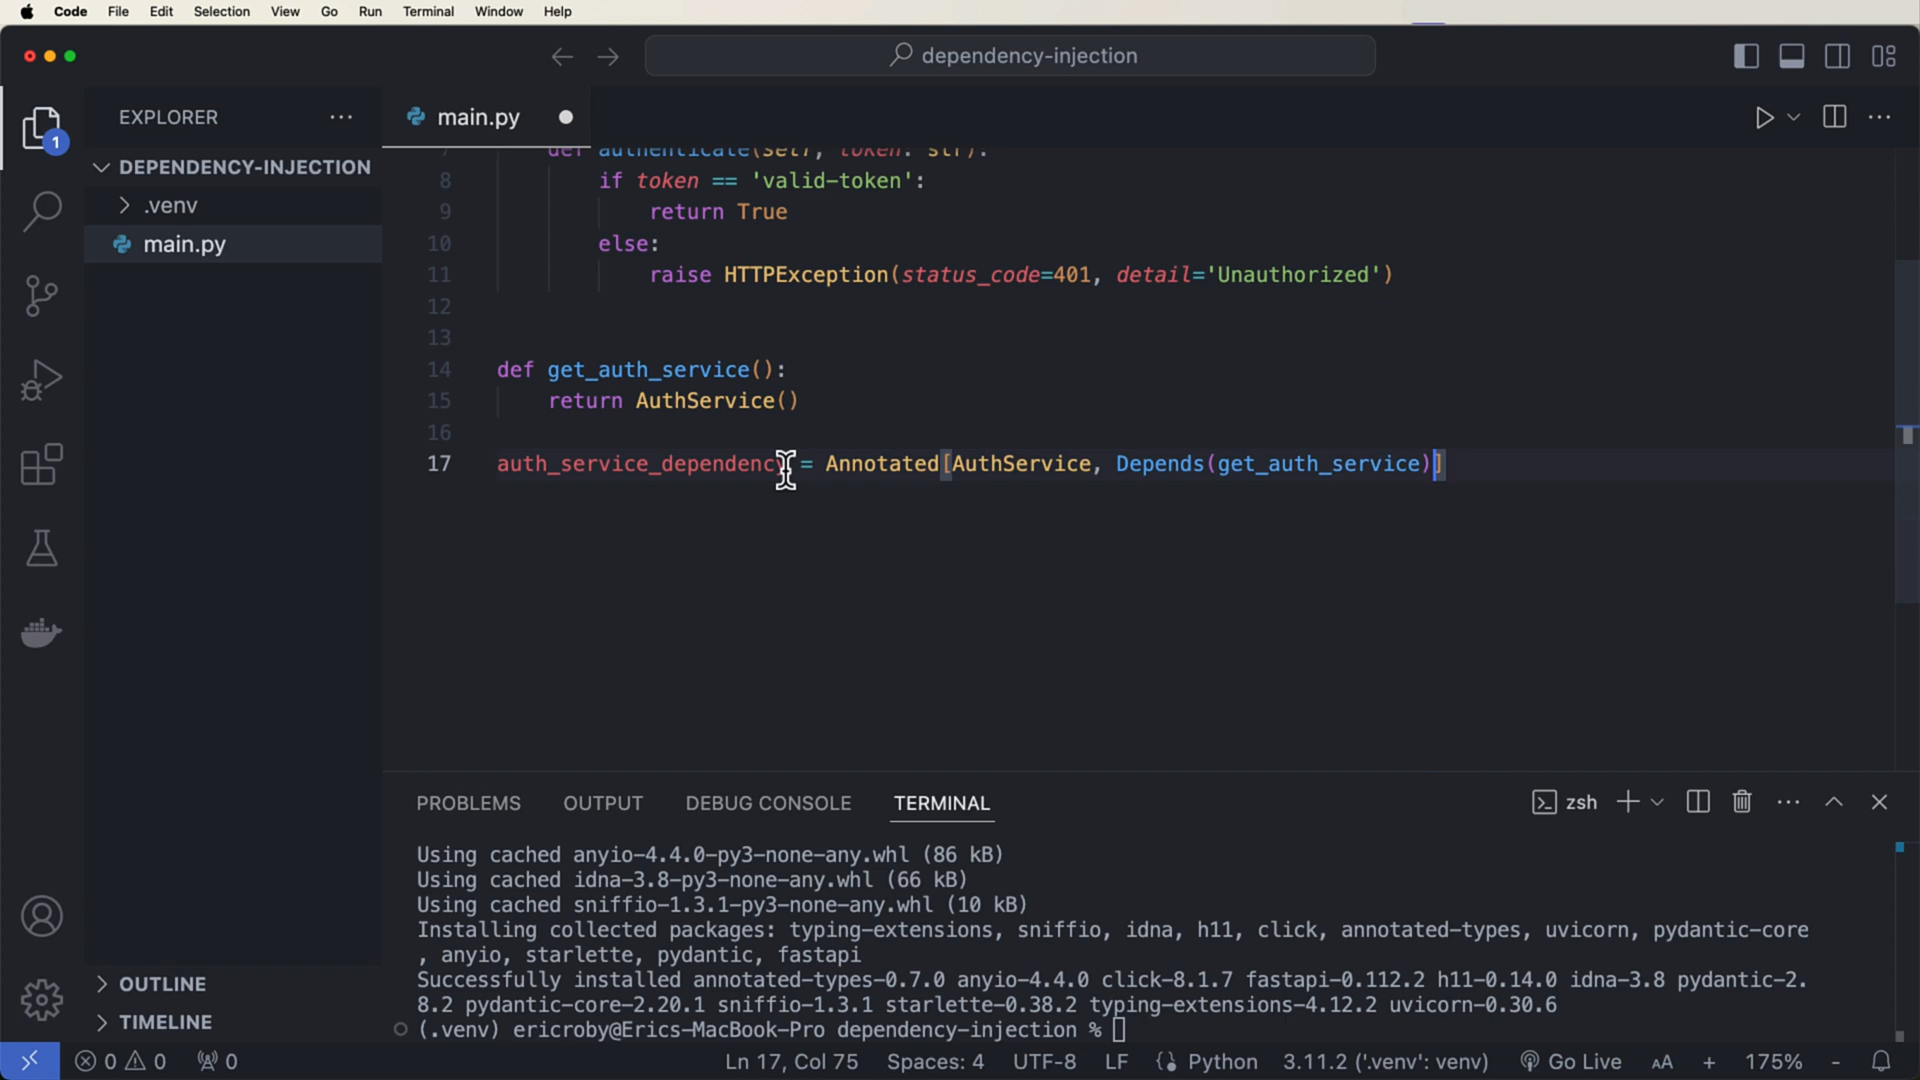 Code File Edit Selection View Go Run Terminal Window Help
dependency-injection
EXPLORER
main.py
1
DEPENDENCY-INJECTION
.venv
main.py
7 def authenticate(self, token: str):
8 if token == 'valid-token':
9 return True
10 else:
11 raise HTTPException(status_code=401, detail='Unauthorized')
12
13
14 def get_auth_service():
15 return AuthService()
16
17 auth_service_dependency = Annotated[AuthService, Depends(get_auth_service)]
PROBLEMS OUTPUT DEBUG CONSOLE TERMINAL
zsh
Using cached anyio-4.4.0-py3-none-any.whl (86 kB)
Using cached idna-3.8-py3-none-any.whl (66 kB)
Using cached sniffio-1.3.1-py3-none-any.whl (10 kB)
Installing collected packages: typing-extensions, sniffio, idna, h11, click, annotated-types, uvicorn, pydantic-core
, anyio, starlette, pydantic, fastapi
Successfully installed annotated-types-0.7.0 anyio-4.4.0 click-8.1.7 fastapi-0.112.2 h11-0.14.0 idna-3.8 pydantic-2.
8.2 pydantic-core-2.20.1 sniffio-1.3.1 starlette-0.38.2 typing-extensions-4.12.2 uvicorn-0.30.6
(.venv) ericroby@Erics-MacBook-Pro dependency-injection %
OUTLINE
TIMELINE
0 0 0 Ln 17, Col 75 Spaces: 4 UTF-8 LF Python 3.11.2 ('.venv': venv) Go Live AA + 175% -